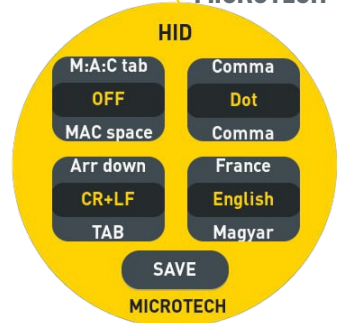 MICROTECH
HID
M:A:C tab
OFF
MAC space
Comma
Dot
Comma
Arr down
CR+LF
TAB
France
English
Magyar
SAVE
MICROTECH